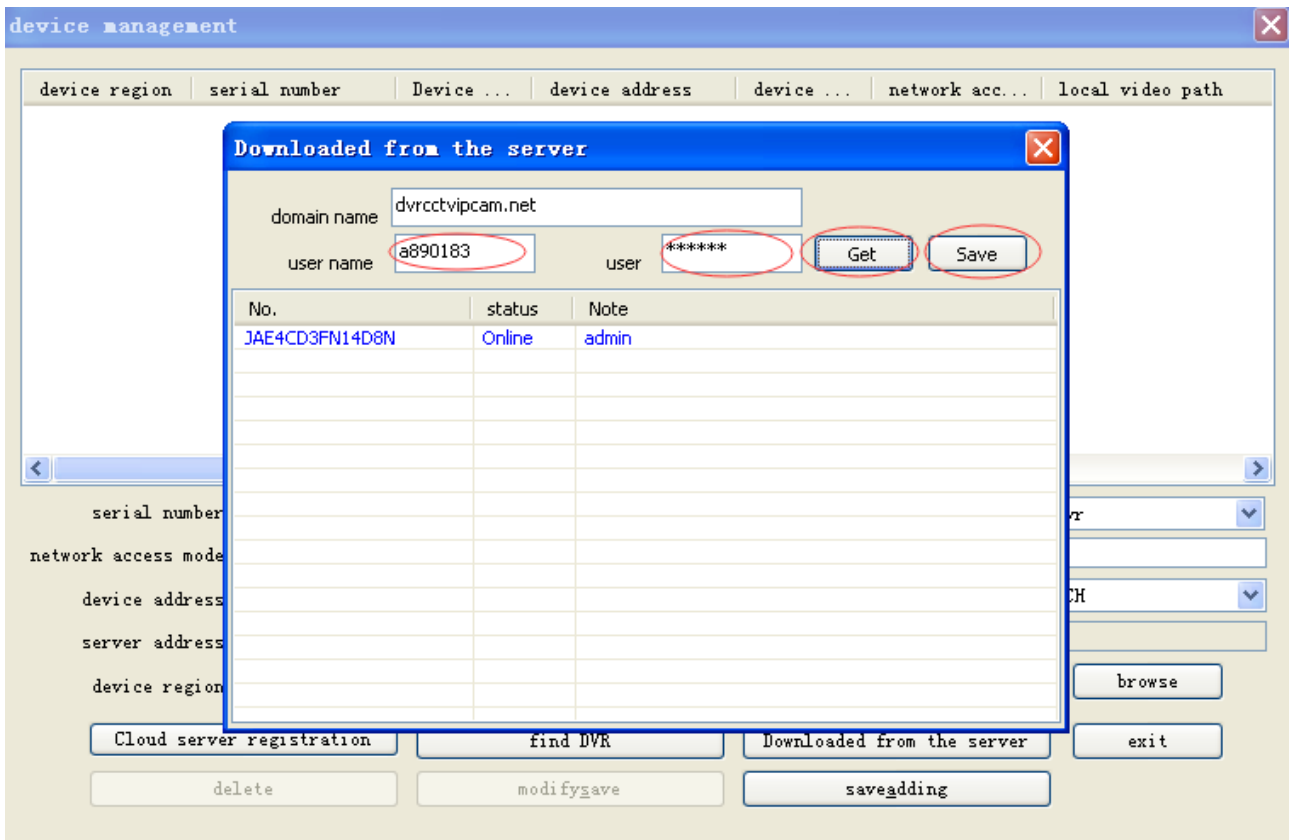 device management
device region serial number Device ... device address device ... network acc... local video path
Downloaded from the server
domain name dvrcctvipcam.net
user name a890183 user ****** Get Save
No. status Note
JAE4CD3FN14D8N Online admin
serial number
network access mode
device address CH
server address
device region browse
Cloud server registration find DVR Downloaded from the server exit
delete modifysave saveadding